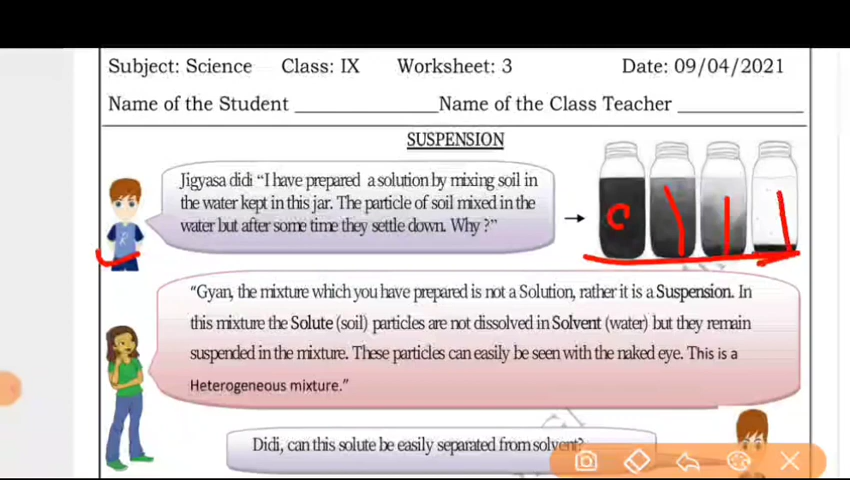 Subject: Science Class: IX Worksheet: 3 Date: 09/04/2021
Name of the Student ________________ Name of the Class Teacher ______________
SUSPENSION
Jigyasa didi “I have prepared a solution by mixing soil in
the water kept in this jar. The particle of soil mixed in the
water but after some time they settle down. Why ?”
“Gyan, the mixture which you have prepared is not a Solution, rather it is a Suspension. In
this mixture the Solute (soil) particles are not dissolved in Solvent (water) but they remain
suspended in the mixture. These particles can easily be seen with the naked eye. This is a
Heterogeneous mixture.”
Didi, can this solute be easily separated from solvent?